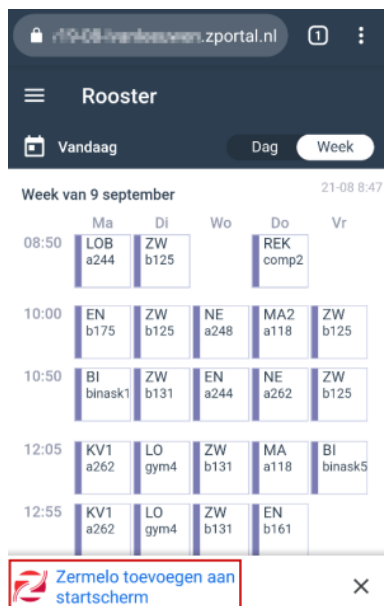 .zportal.nl 1
Rooster
Vandaag Dag Week
Week van 9 september 21-08 8:47
Ma Di Wo Do Vr
08:50 LOB ZW REK
a244 b125 comp2
10:00 EN ZW NE MA2 ZW
b175 b125 a248 a118 b125
10:50 BI ZW EN NE ZW
binask1 b131 a244 a262 b125
12:05 KV1 LO ZW MA BI
a262 gym4 b131 a118 binask5
12:55 KV1 LO ZW EN
a262 gym4 b131 b161
Zermelo toevoegen aan
startscherm